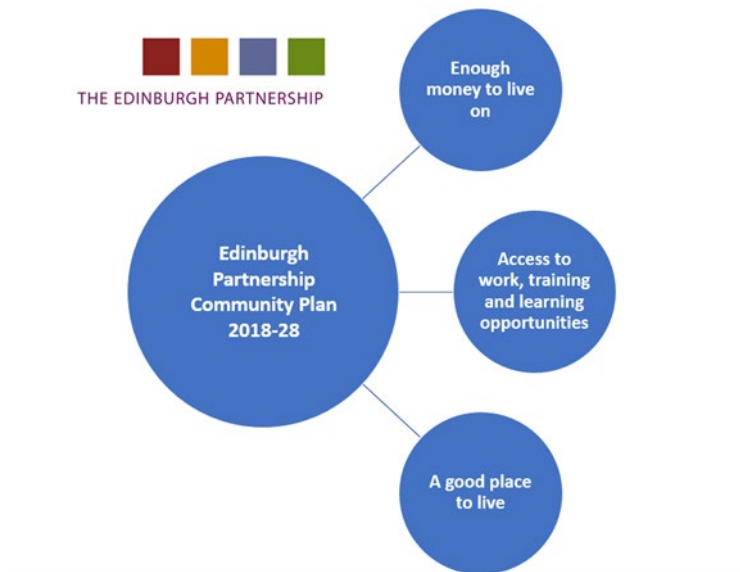 THE EDINBURGH PARTNERSHIP
Enough
money to live
on
Edinburgh
Partnership
Community Plan
2018-28
Access to
work, training
and learning
opportunities
A good place
to live